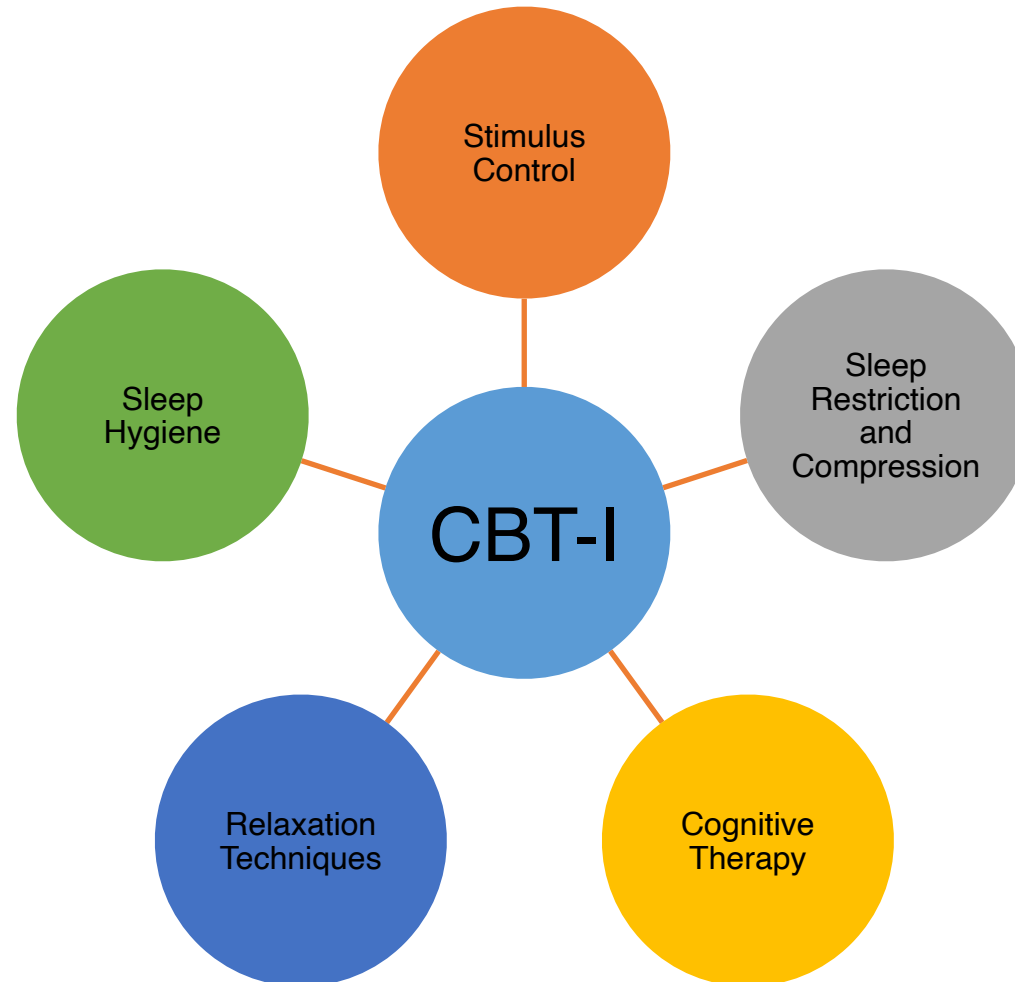 Stimulus
Control
Sleep
Restriction
and
Compression
Cognitive
Therapy
Relaxation
Techniques
Sleep
Hygiene
CBT-I